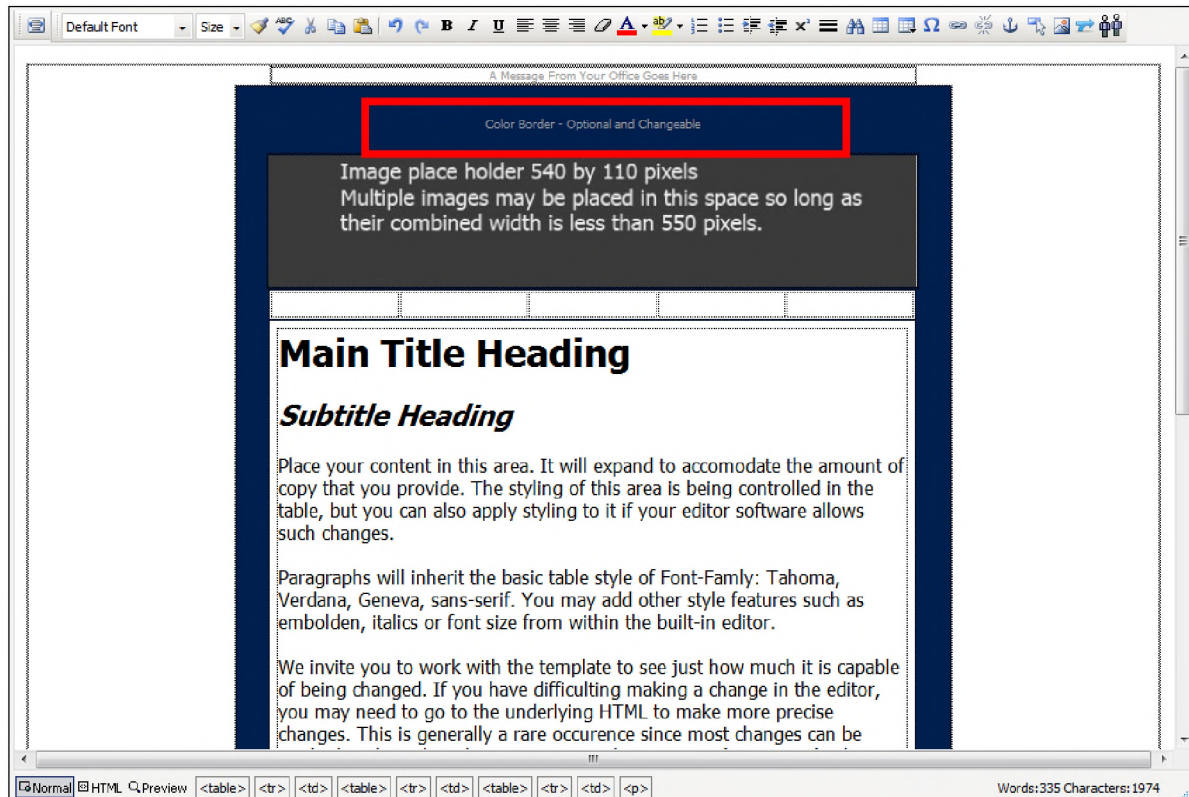 Default Font Size ABC B I U A ab x² Ω
A Message From Your Office Goes Here
Color Border - Optional and Changeable
Image place holder 540 by 110 pixels
Multiple images may be placed in this space so long as
their combined width is less than 550 pixels.
Main Title Heading
Subtitle Heading
Place your content in this area. It will expand to accomodate the amount of
copy that you provide. The styling of this area is being controlled in the
table, but you can also apply styling to it if your editor software allows
such changes.
Paragraphs will inherit the basic table style of Font-Famly: Tahoma,
Verdana, Geneva, sans-serif. You may add other style features such as
embolden, italics or font size from within the built-in editor.
We invite you to work with the template to see just how much it is capable
of being changed. If you have difficulting making a change in the editor,
you may need to go to the underlying HTML to make more precise
changes. This is generally a rare occurence since most changes can be
Normal HTML Preview <table> <tr> <td> <table> <tr> <td> <table> <tr> <td> <p> Words:335 Characters:1974